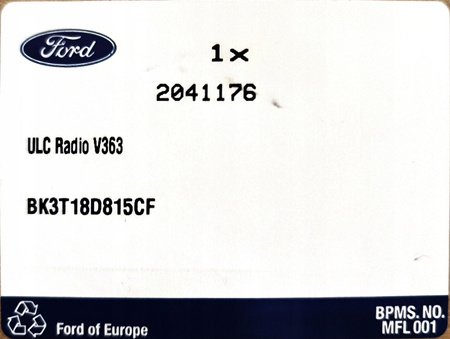 Ford
1x
2041176
ULC Radio V363
BK3T18D815CF
BPMS. NO.
Ford of Europe
MFL 001